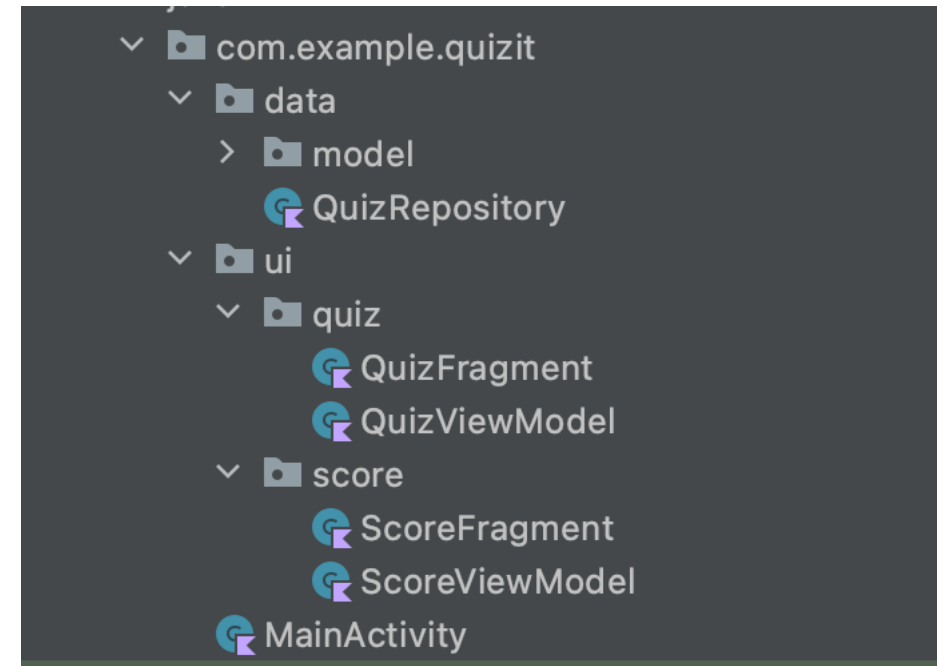 com.example.quizit
data
model
QuizRepository
ui
quiz
QuizFragment
QuizViewModel
score
ScoreFragment
ScoreViewModel
MainActivity